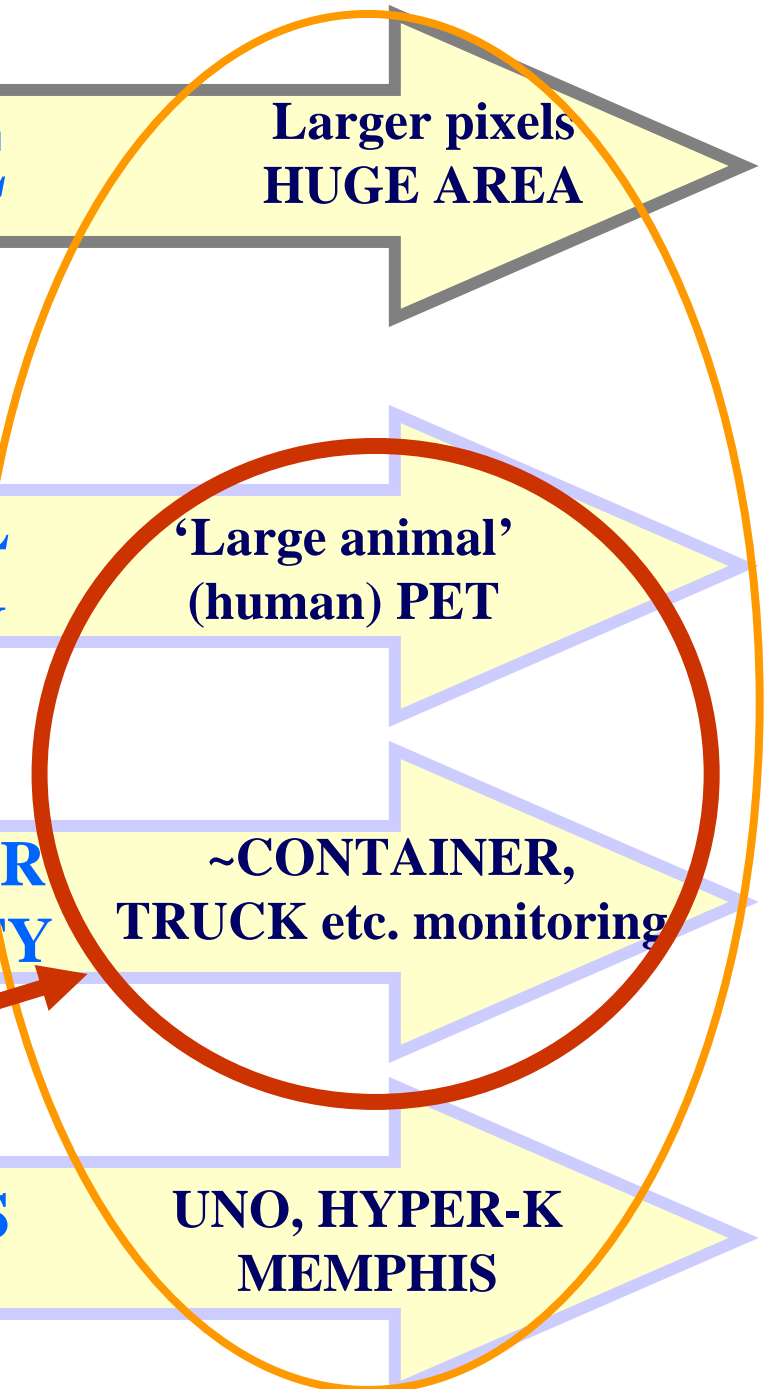 Larger pixels
HUGE AREA
‘Large animal’
(human) PET
~CONTAINER,
TRUCK etc. monitoring
UNO, HYPER-K
MEMPHIS